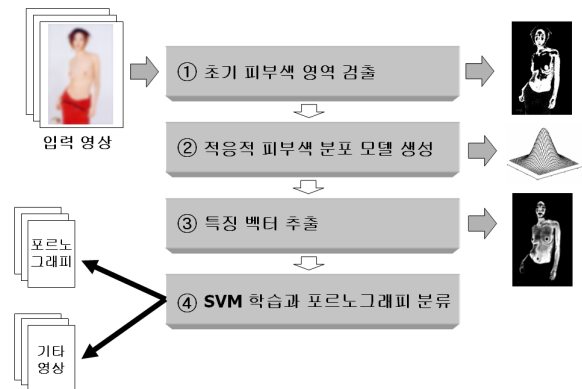 ① 초기 피부색 영역 검출
입력 영상
② 적응적 피부색 분포 모델 생성
③ 특징 벡터 추출
포르노
그래피
④ SVM 학습과 포르노그래피 분류
기타
영상